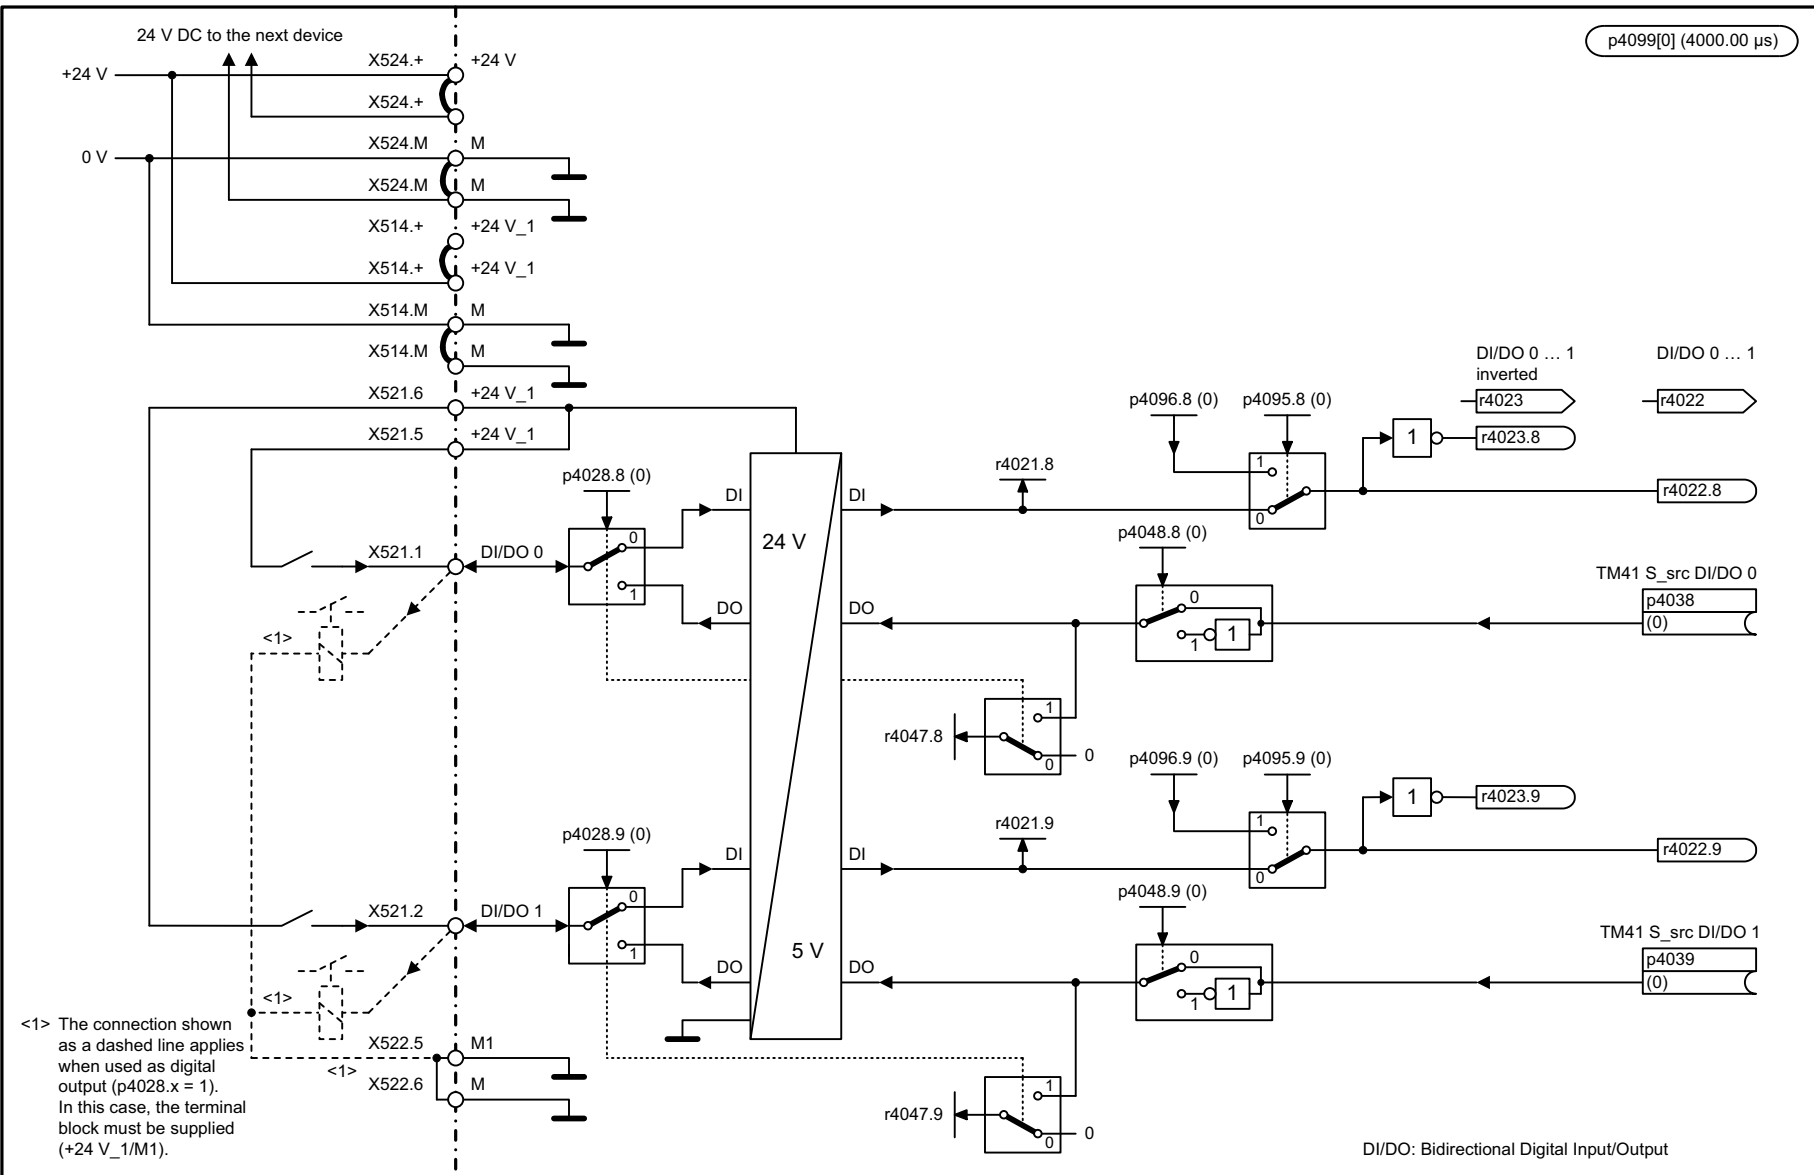 24 V DC to the next device
p4099[0] (4000.00 µs)
+24 V
X524.+
+24 V
X524.+
0 V
X524.M
M
X524.M
M
X514.+
+24 V_1
X514.+
+24 V_1
X514.M
M
X514.M
M
X521.6
+24 V_1
X521.5
+24 V_1
DI/DO 0 … 1
inverted
DI/DO 0 … 1
r4023
r4022
p4096.8 (0)
p4095.8 (0)
1
r4023.8
p4028.8 (0)
r4021.8
1
0
r4022.8
DI
DI
24 V
X521.1
DI/DO 0
0
1
p4048.8 (0)
TM41 S_src DI/DO 0
p4038
(0)
DO
DO
0
1
1
<1>
r4047.8
1
0
0
p4096.9 (0)
p4095.9 (0)
1
r4023.9
p4028.9 (0)
r4021.9
1
0
r4022.9
DI
DI
X521.2
DI/DO 1
0
1
p4048.9 (0)
TM41 S_src DI/DO 1
p4039
(0)
5 V
DO
DO
0
1
1
<1>
<1> The connection shown
as a dashed line applies
when used as digital
output (p4028.x = 1).
In this case, the terminal
block must be supplied
(+24 V_1/M1).
X522.5
M1
<1>
X522.6
M
r4047.9
1
0
0
DI/DO: Bidirectional Digital Input/Output